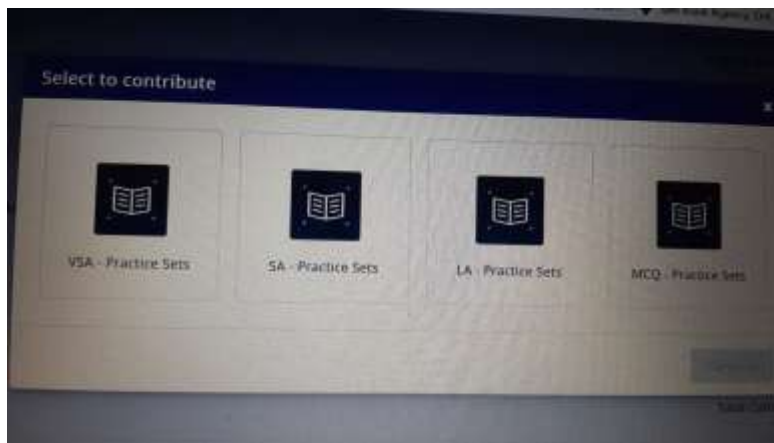 Select to contribute
x
VSA - Practice Sets
SA - Practice Sets
LA - Practice Sets
MCQ - Practice Sets